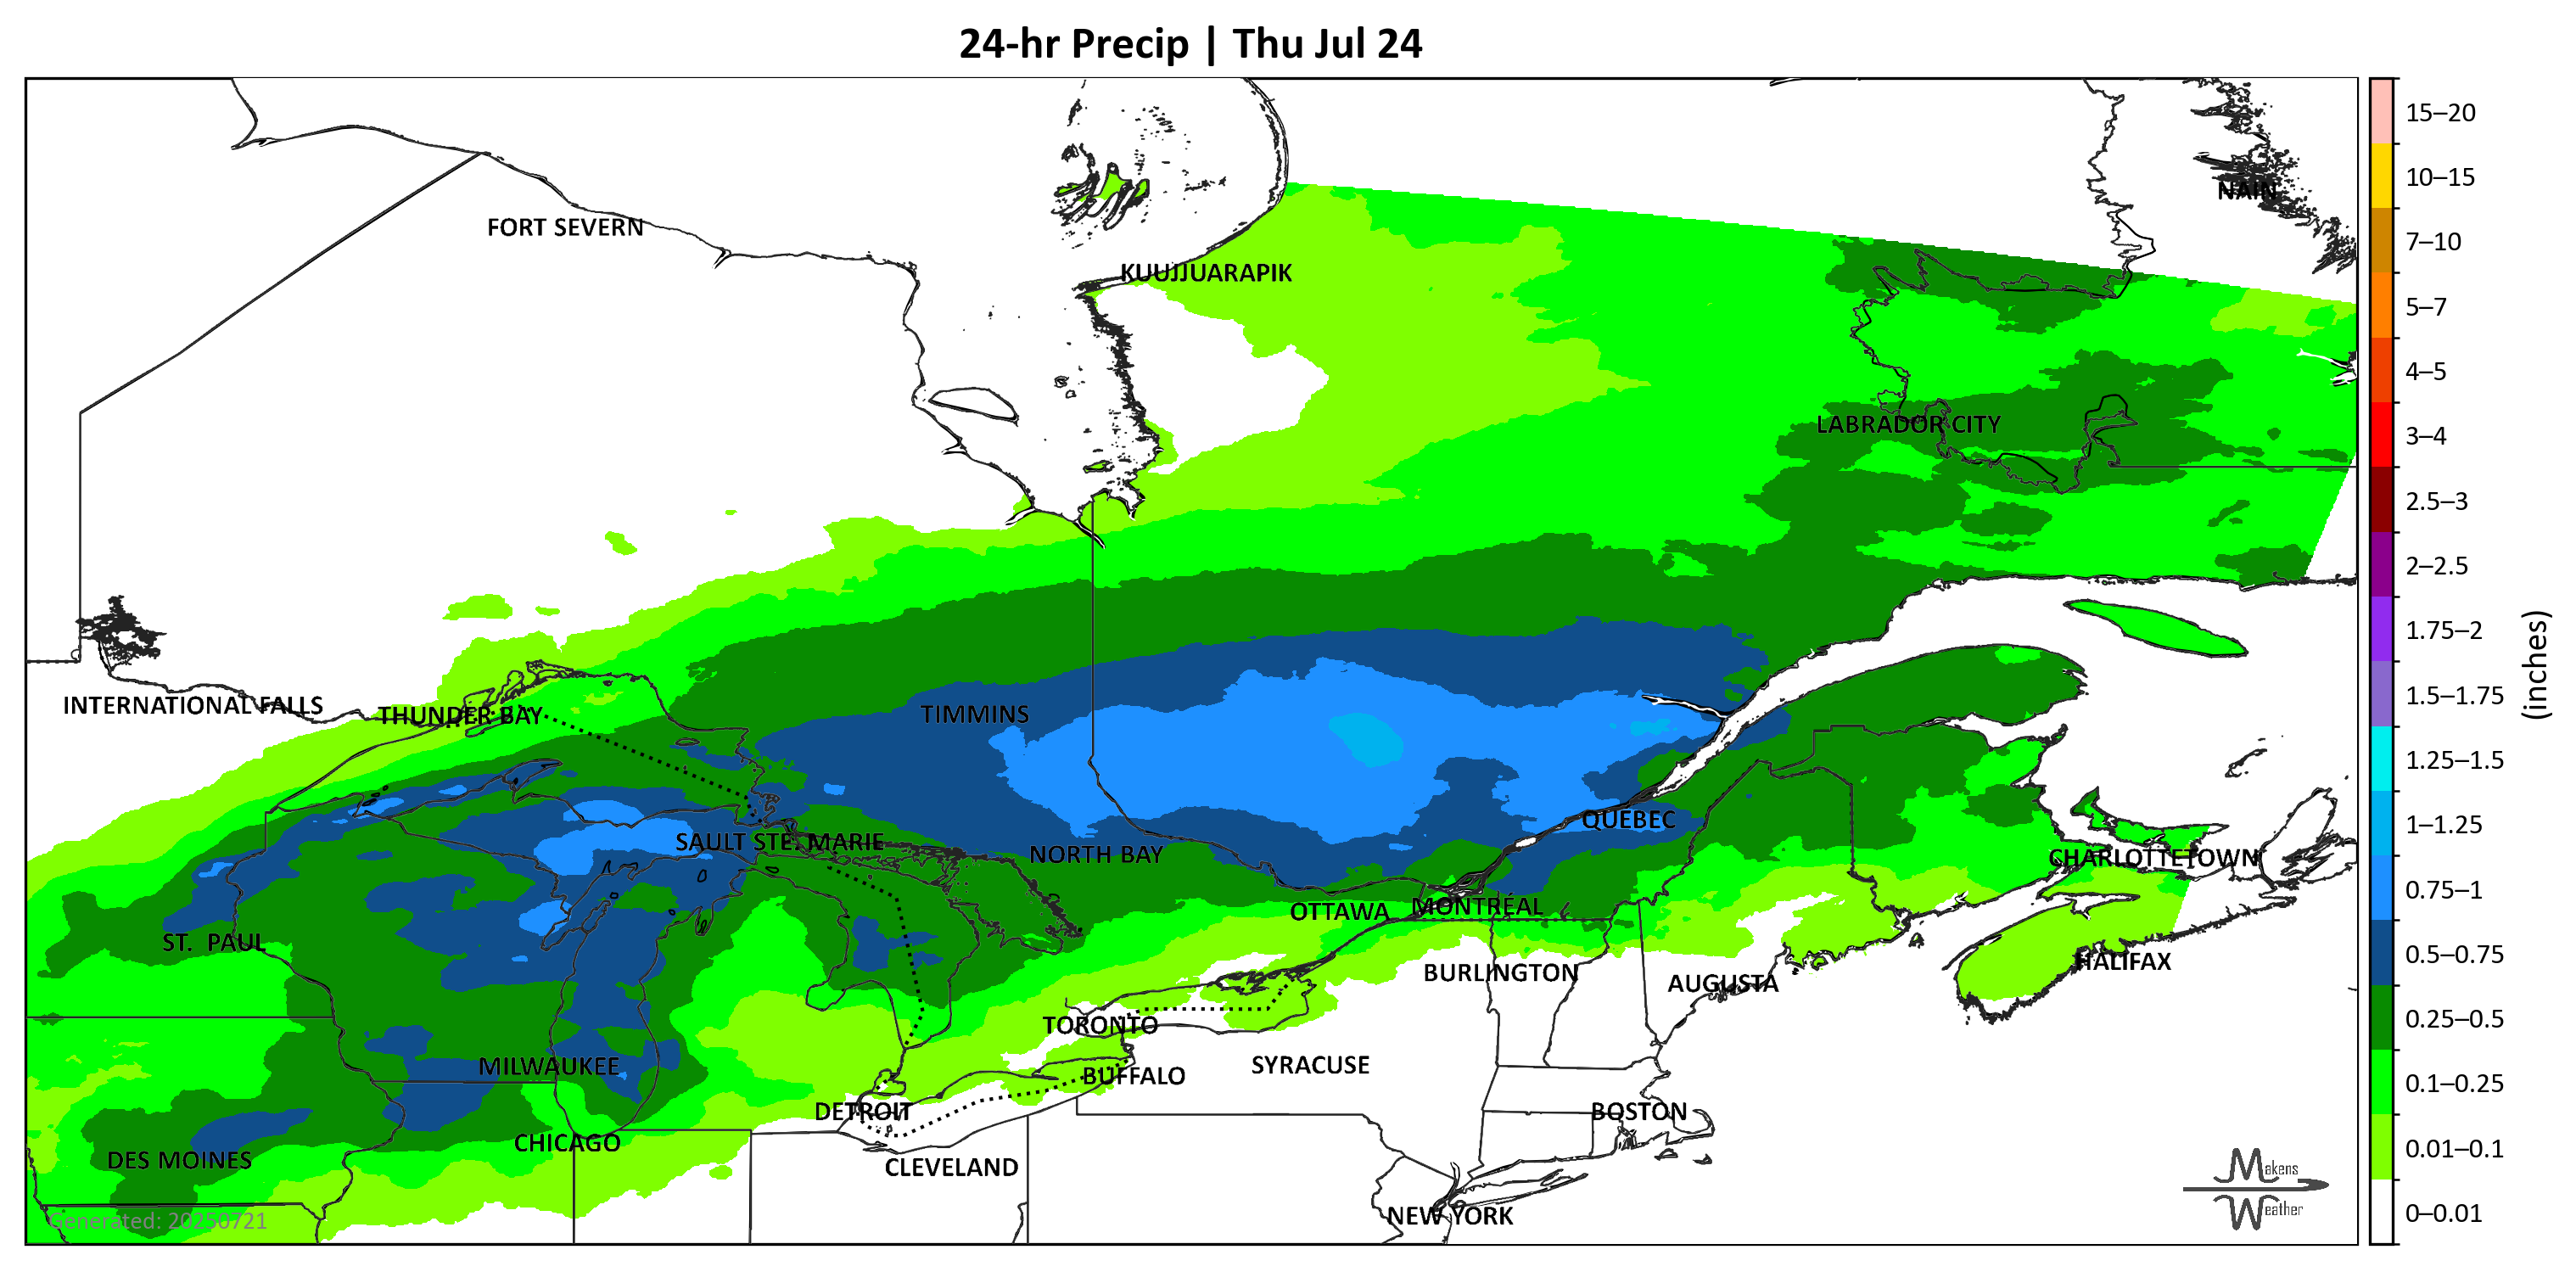 24-hr Precip | Thu Jul 24
15–20
10–15
NAIN
FORT SEVERN
7–10
KUUJJUARAPIK
5–7
4–5
LABRADOR CITY
3–4
2.5–3
2–2.5
1.75–2
(inches)
1.5–1.75
INTERNATIONAL FALLS
THUNDER BAY
TIMMINS
1.25–1.5
QUEBEC
1–1.25
SAULT STE. MARIE
NORTH BAY
CHARLOTTETOWN
0.75–1
OTTAWA
MONTRÉAL
ST. PAUL
0.5–0.75
HALIFAX
BURLINGTON
AUGUSTA
0.25–0.5
TORONTO
MILWAUKEE
SYRACUSE
BUFFALO
0.1–0.25
DETROIT
BOSTON
CHICAGO
0.01–0.1
DES MOINES
CLEVELAND
Makens
Weather
0–0.01
NEW YORK
Generated: 20250721